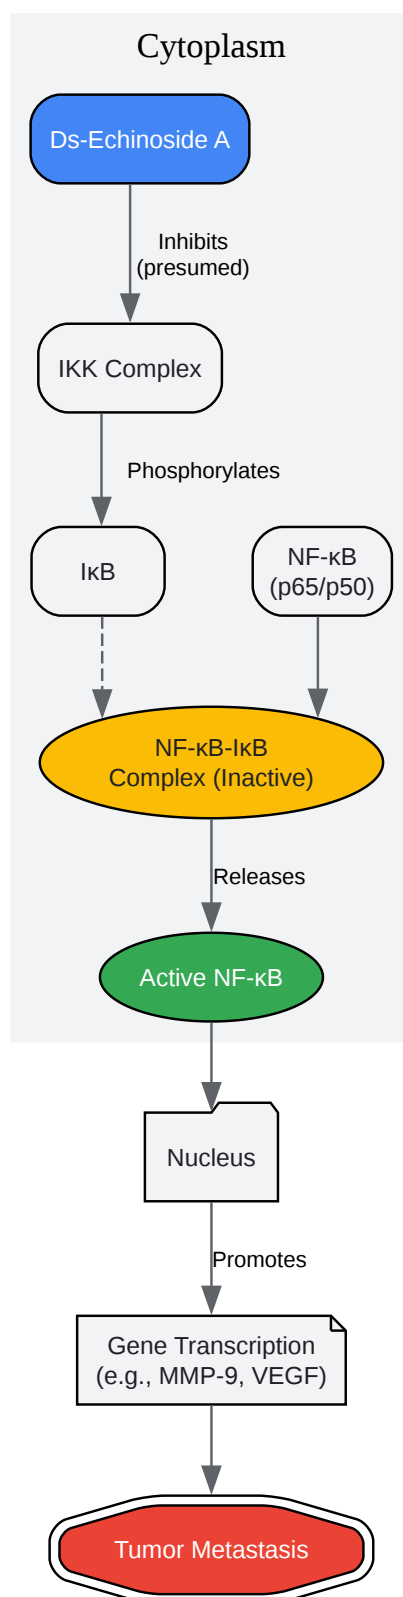 Cytoplasm
Ds-Echinoside A
Inhibits
(presumed)
IKK Complex
Phosphorylates
IκB
NF-κB
(p65/p50)
NF-κB-IκB
Complex (Inactive)
Releases
Active NF-κB
Nucleus
Promotes
Gene Transcription
(e.g., MMP-9, VEGF)
Tumor Metastasis